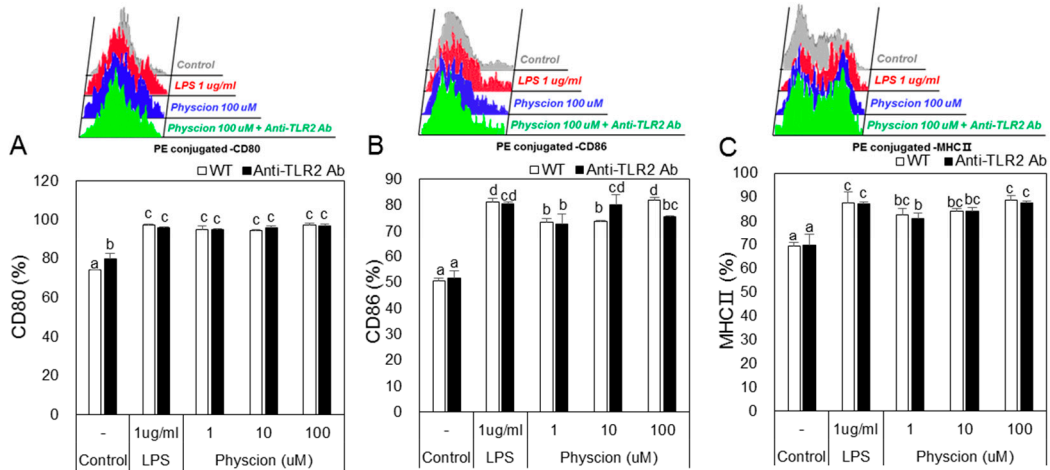 Control
LPS 1 ug/ml
Physcion 100 uM
Physcion 100 uM + Anti-TLR2 Ab
PE conjugated -CD80
A
WT Anti-TLR2 Ab
CD80 (%)
120
100
80
60
40
20
0
a b c c c c c c c c
- 1ug/ml 1 10 100
Control LPS Physcion (uM)
Control
LPS 1 ug/ml
Physcion 100 uM
Physcion 100 uM + Anti-TLR2 Ab
PE conjugated -CD86
B
WT Anti-TLR2 Ab
CD86 (%)
90
80
70
60
50
40
30
20
10
0
a a d cd b b b cd d bc
- 1ug/ml 1 10 100
Control LPS Physcion (uM)
Control
LPS 1 ug/ml
Physcion 100 uM
Physcion 100 uM + Anti-TLR2 Ab
PE conjugated -MHCⅡ
C
WT Anti-TLR2 Ab
MHCⅡ (%)
100
90
80
70
60
50
40
30
20
10
0
a a c c bc b bc bc c c
- 1ug/ml 1 10 100
Control LPS Physcion (uM)